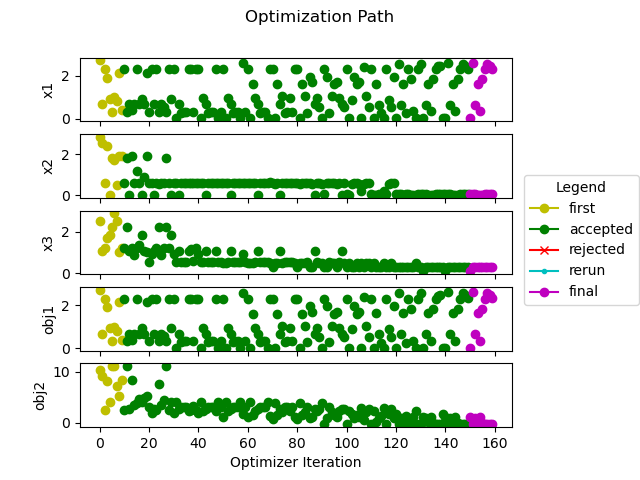 Optimization Path
2
0
x1
2
0
x2
2
0
x3
2
0
obj1
10
0
obj2
0 20 40 60 80 100 120 140 160
Optimizer Iteration
Legend
first
accepted
rejected
rerun
final